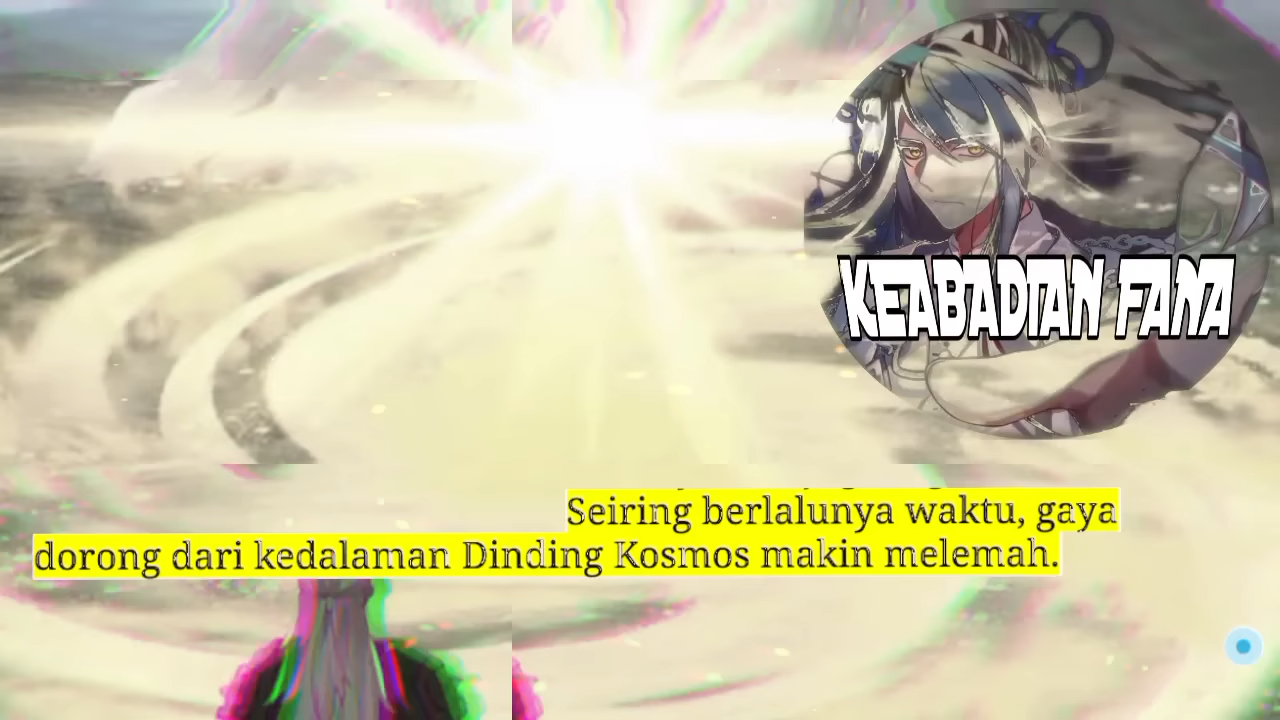 KEABADIAN FANA
Seiring berlalunya waktu, gaya
dorong dari kedalaman Dinding Kosmos makin melemah.